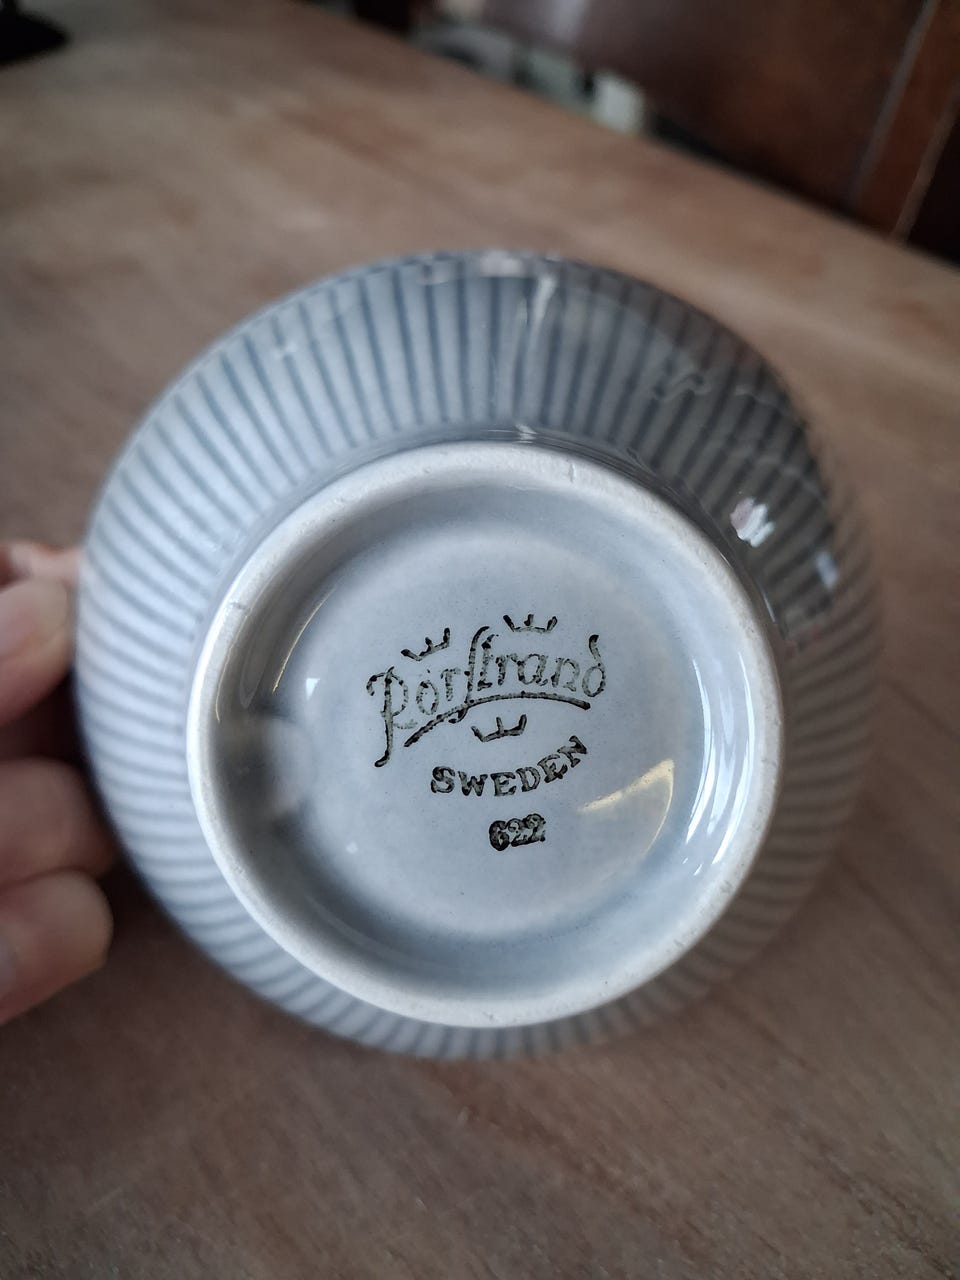 Rörstrand
SWEDEN
622